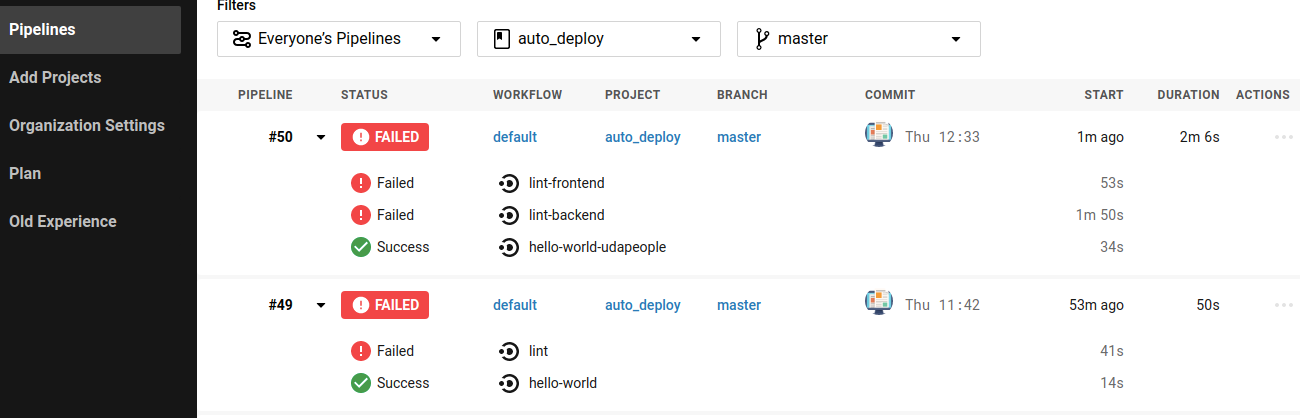 Filters
Pipelines
Add Projects
Organization Settings
Plan
Old Experience
Everyone's Pipelines auto_deploy master
PIPELINE STATUS WORKFLOW PROJECT BRANCH COMMIT START DURATION ACTIONS
#50 FAILED default auto_deploy master Thu 12:33 1m ago 2m 6s
Failed lint-frontend 53s
Failed lint-backend 1m 50s
Success hello-world-udapeople 34s
#49 FAILED default auto_deploy master Thu 11:42 53m ago 50s
Failed lint 41s
Success hello-world 14s